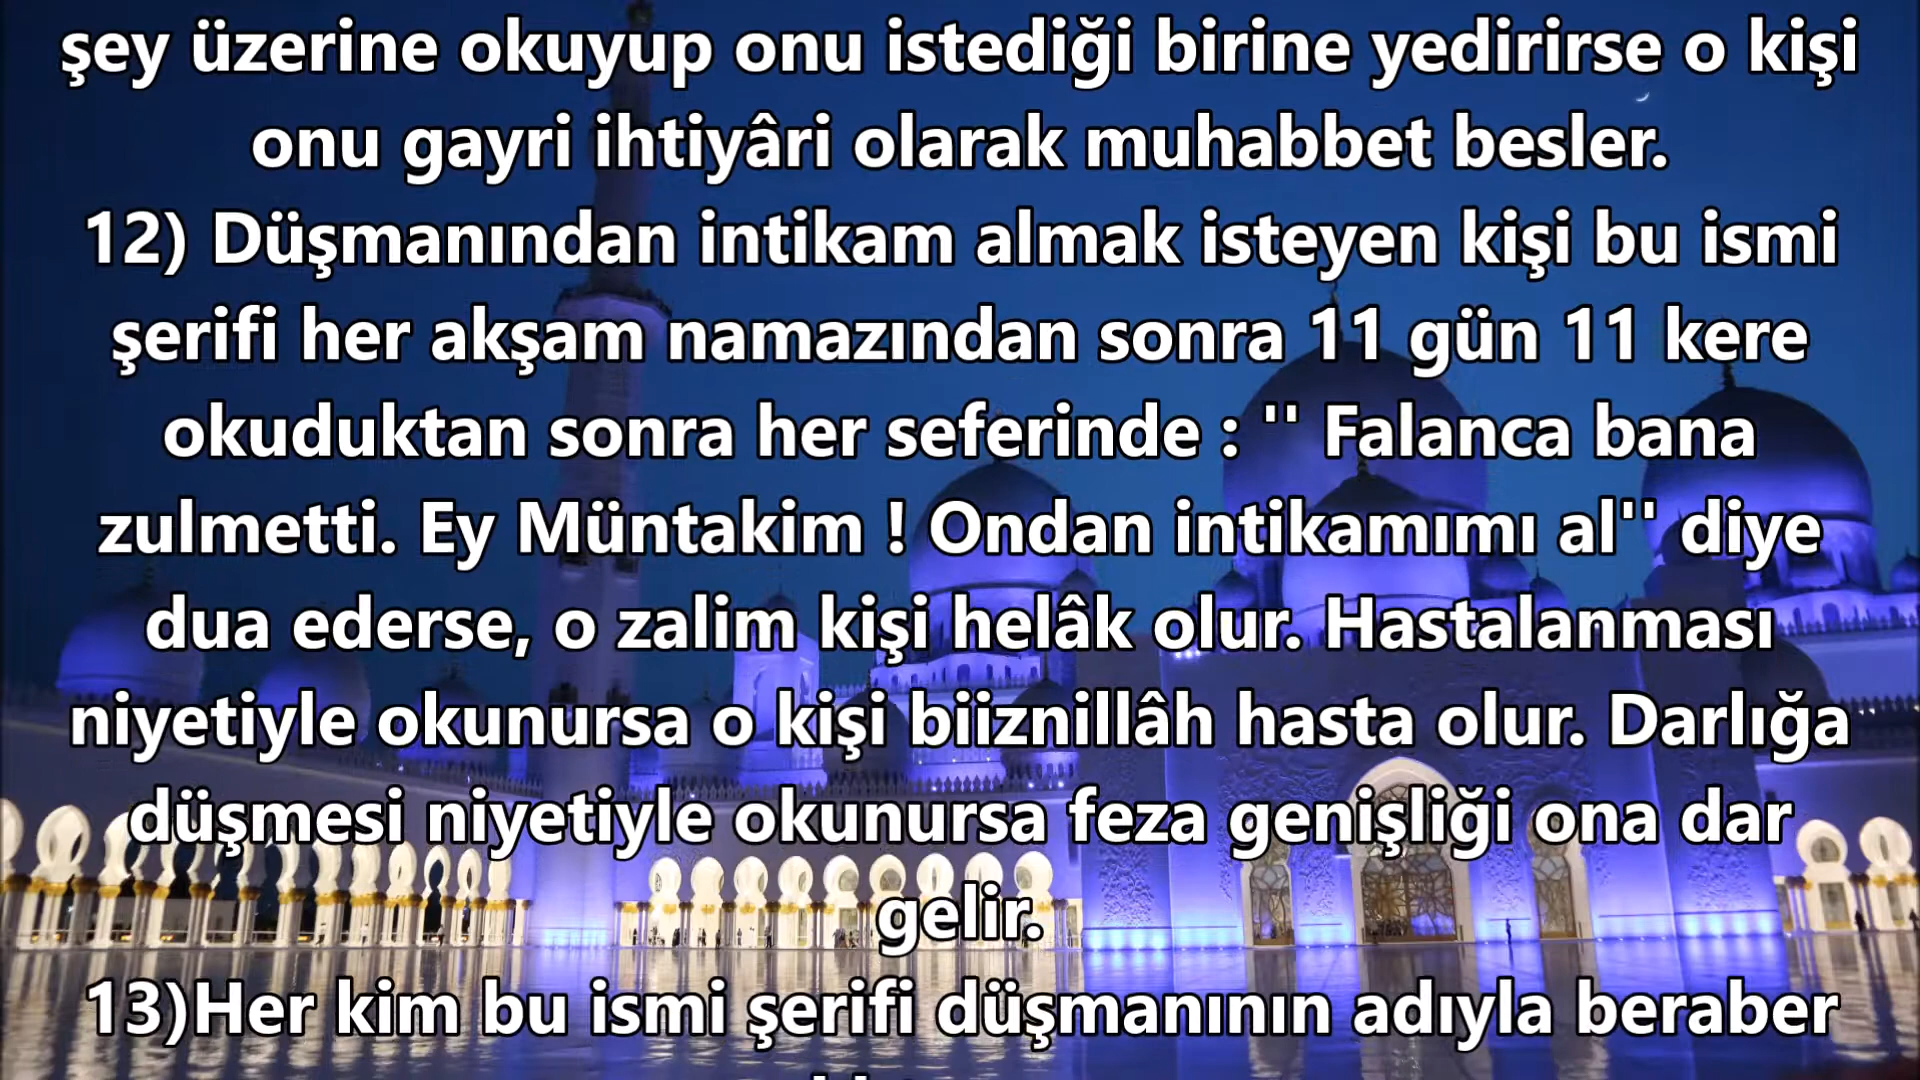 şey üzerine okuyup onu istediği birine yedirirse o kişi
onu gayri ihtiyâri olarak muhabbet besler.
12) Düşmanından intikam almak isteyen kişi bu ismi
şerifi her akşam namazından sonra 11 gün 11 kere
okuduktan sonra her seferinde : '' Falanca bana
zulmetti. Ey Müntakim ! Ondan intikamımı al'' diye
dua ederse, o zalim kişi helâk olur. Hastalanması
niyetiyle okunursa o kişi biiznillâh hasta olur. Darlığa
düşmesi niyetiyle okunursa feza genişliği ona dar
gelir.
13)Her kim bu ismi şerifi düşmanının adıyla beraber